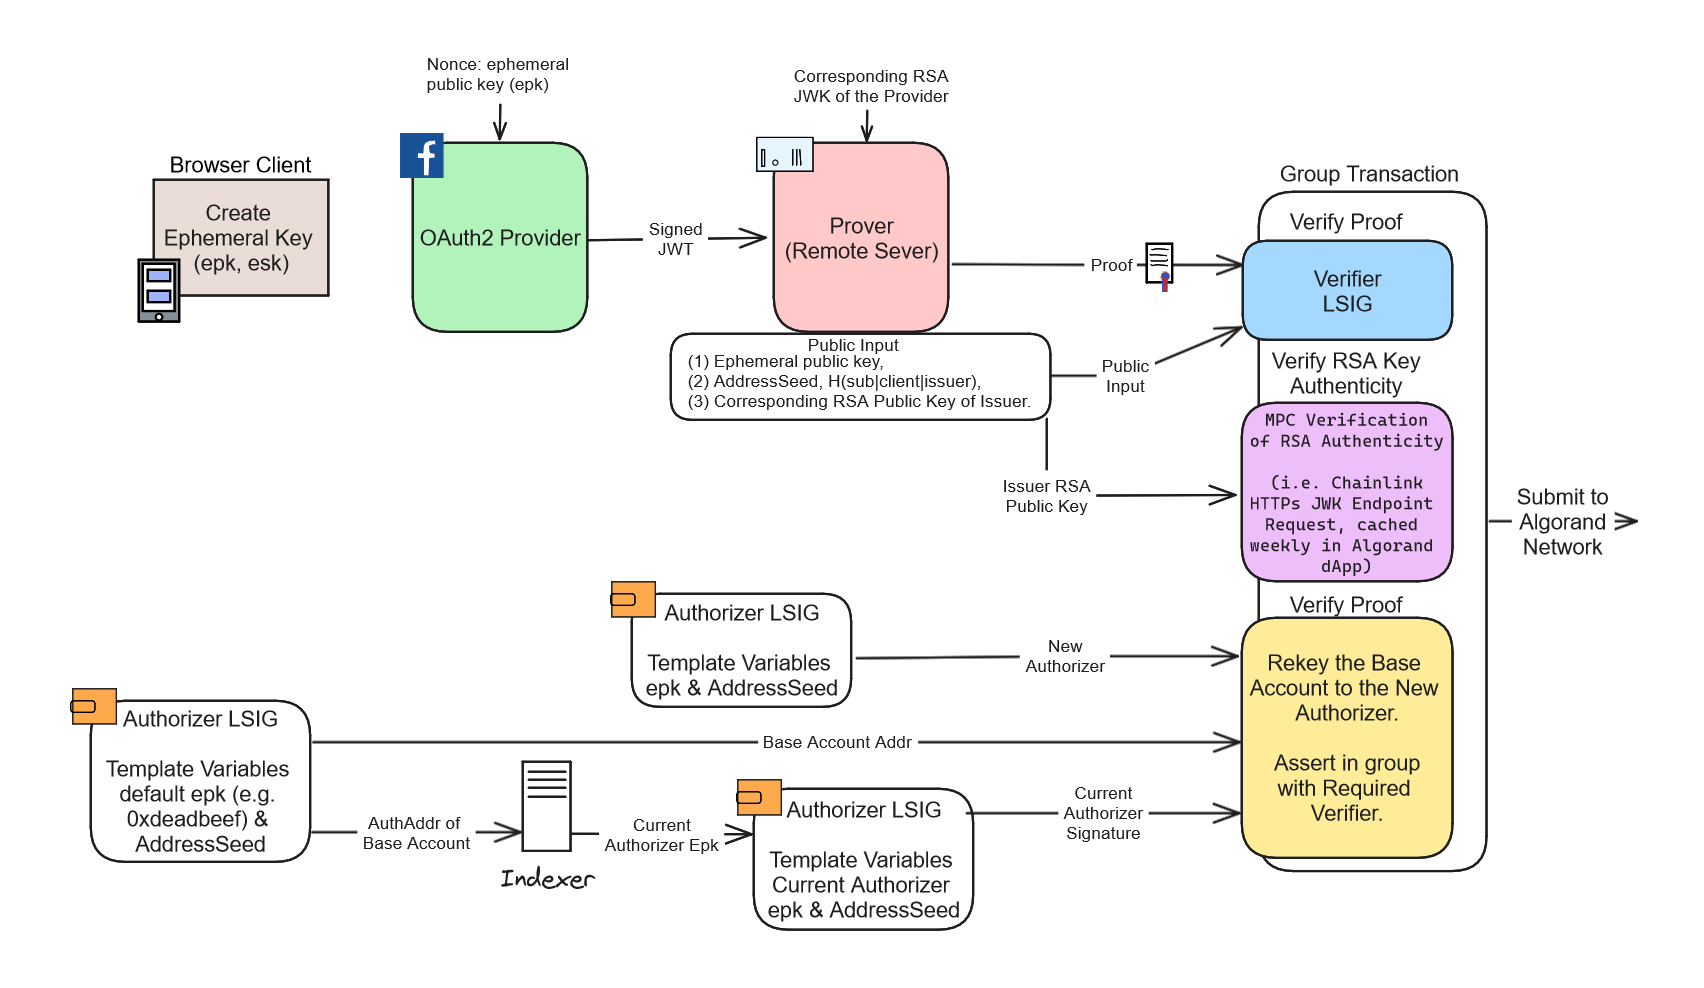 Nonce: ephemeral
public key (epk)
Corresponding RSA
JWK of the Provider
Browser Client
Create
Ephemeral Key
(epk, esk)
OAuth2 Provider
Signed
JWT
Prover
(Remote Sever)
Proof
Public Input
(1) Ephemeral public key,
(2) AddressSeed, H(sub|client|issuer),
(3) Corresponding RSA Public Key of Issuer.
Public
Input
Issuer RSA
Public Key
Group Transaction
Verify Proof
Verifier
LSIG
Verify RSA Key
Authenticity
MPC Verification
of RSA Authenticity
(i.e. Chainlink
HTTPs JWK Endpoint
Request, cached
weekly in Algorand
dApp)
Submit to
Algorand
Network
Verify Proof
Rekey the Base
Account to the New
Authorizer.
Assert in group
with Required
Verifier.
Authorizer LSIG
Template Variables
epk & AddressSeed
New
Authorizer
Authorizer LSIG
Template Variables
default epk (e.g.
0xdeadbeef) &
AddressSeed
Base Account Addr
AuthAddr of
Base Account
Indexer
Current
Authorizer Epk
Authorizer LSIG
Template Variables
Current Authorizer
epk & AddressSeed
Current
Authorizer
Signature